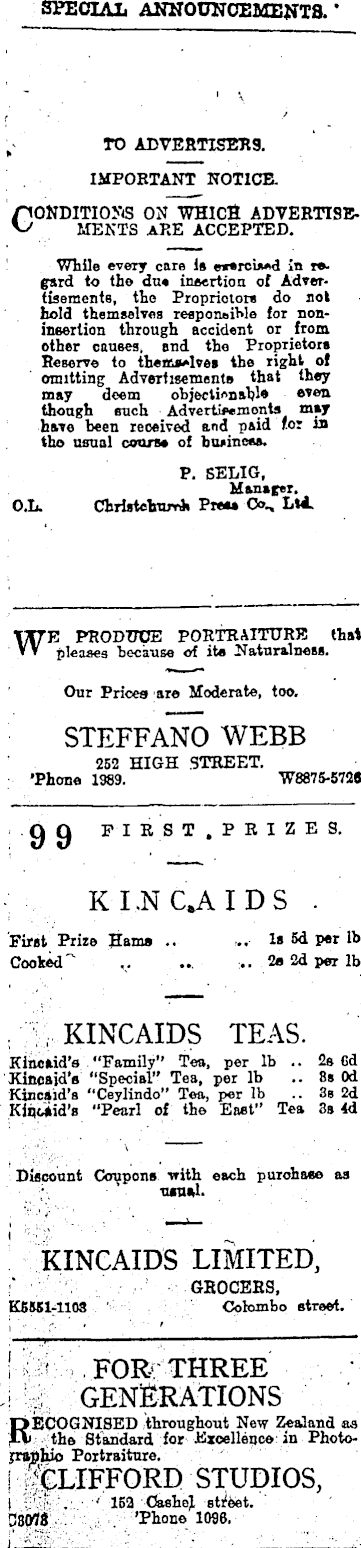 SPECIAL ANNOUNCEMENTS.
TO ADVERTISERS.
IMPORTANT NOTICE.
CONDITIONS ON WHICH ADVERTISE-
MENTS ARE ACCEPTED.
While every care is exercised in re-
gard to the due insertion of Adver-
tisements, the Proprietors do not
hold themselves responsible for non-
insertion through accident or from
other causes, and the Proprietors
Reserve to themselves the right of
omitting Advertisements that they
may deem objectionable even
though such Advertisements may
have been received and paid for in
the usual course of business.
P. SELIG,
Manager.
O.L. Christchurch Press Co., Ltd.
WE PRODUCE PORTRAITURE that
pleases because of its Naturalness.
Our Prices are Moderate, too.
STEFFANO WEBB
252 HIGH STREET.
'Phone 1989. W8875-5726
99 FIRST PRIZES.
KINCAIDS
First Prize Hams .. .. 1s 5d per lb
Cooked .. .. .. 2s 2d per lb
KINCAIDS TEAS.
Kincaid's "Family" Tea, per lb .. 2s 6d
Kincaid's "Special" Tea, per lb .. 3s 0d
Kincaid's "Ceylindo" Tea, per lb .. 3s 2d
Kincaid's "Pearl of the East" Tea 3s 4d
Discount Coupons with each purchase as
usual.
KINCAIDS LIMITED,
GROCERS,
K5551-1103 Colombo street.
FOR THREE
GENERATIONS
RECOGNISED throughout New Zealand as
the Standard for Excellence in Photo-
graphic Portraiture.
CLIFFORD STUDIOS,
152 Cashel street.
C3073 'Phone 1096.